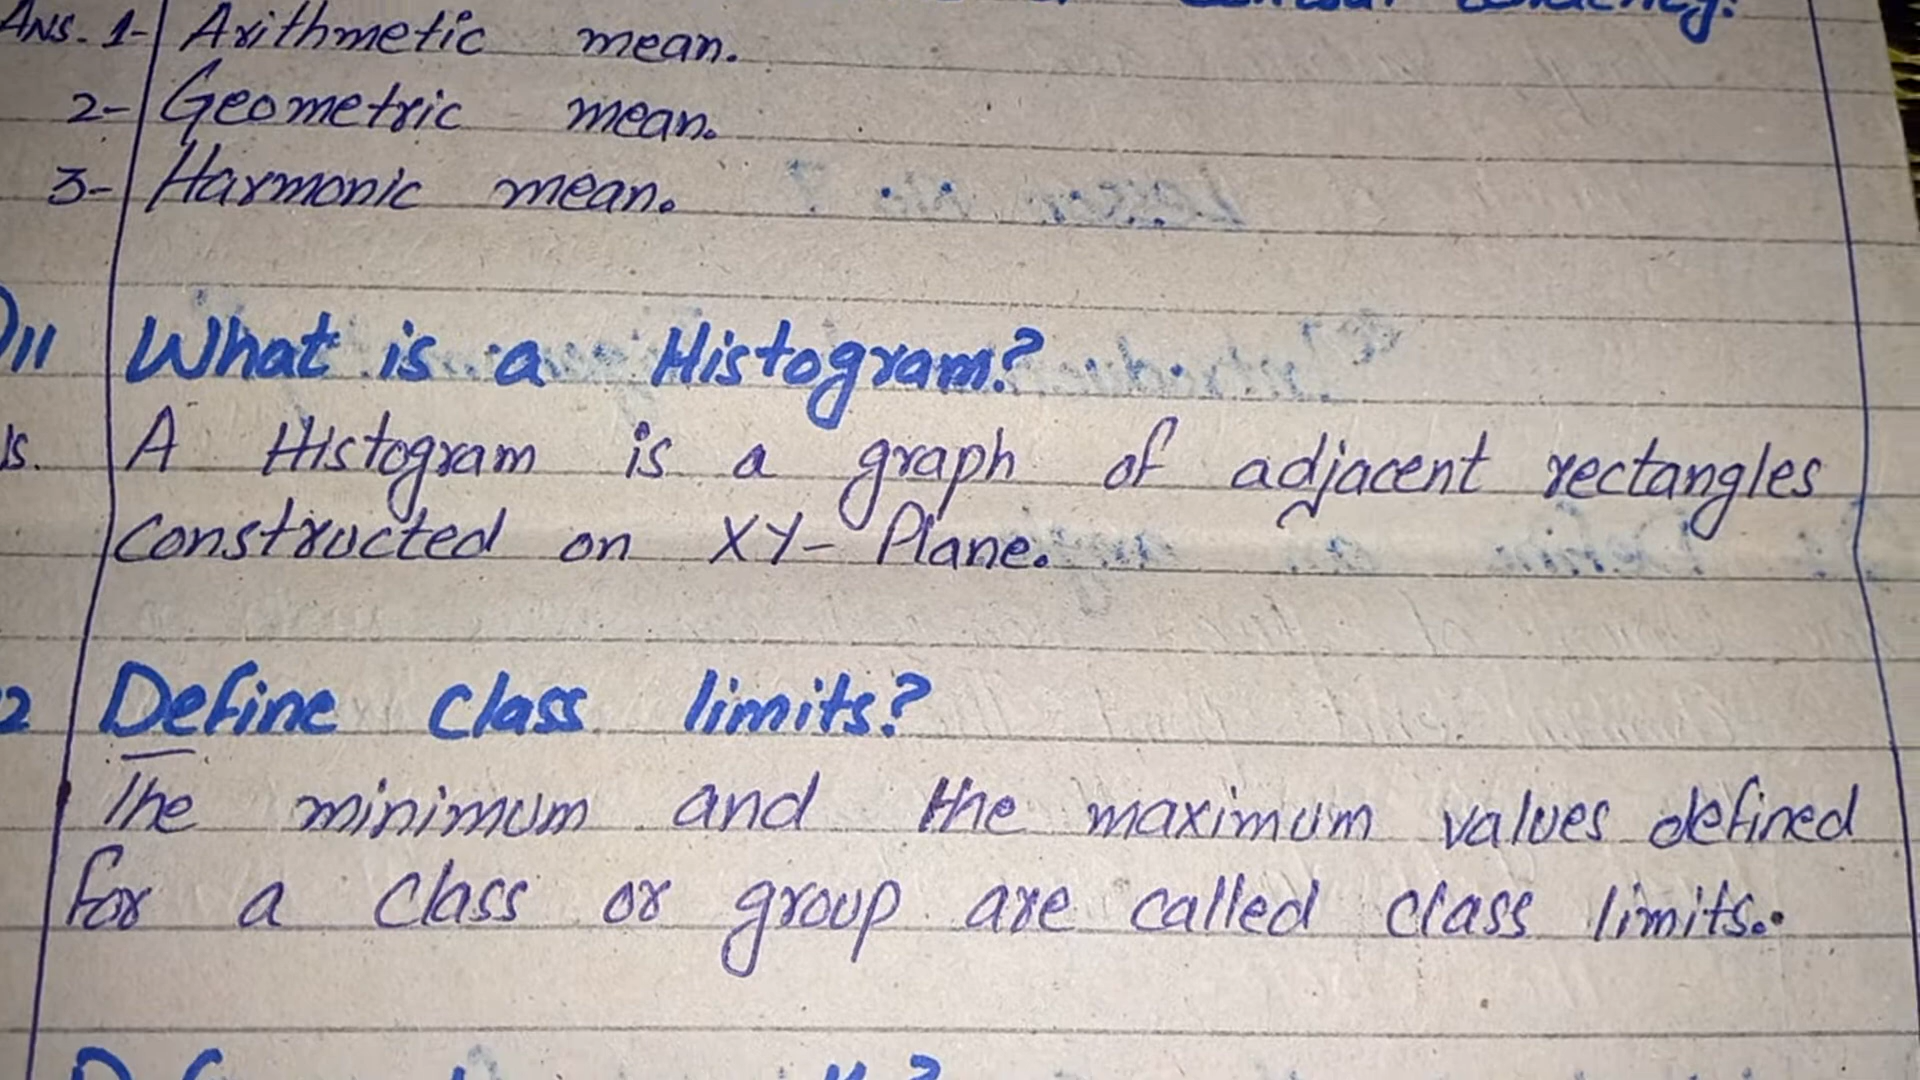 Ans. 1- Arithmetic mean.
2- Geometric mean.
3- Harmonic mean.
11 What is a Histogram?
s. A Histogram is a graph of adjacent rectangles
constructed on XY- Plane.
2 Define class limits?
The minimum and the maximum values defined
for a class or group are called class limits..